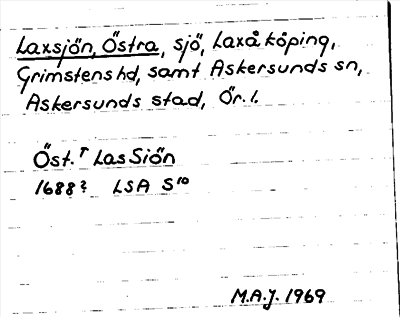 Laxsjön, Östra, sjö, Laxå köping,
Grimstens hd, samt Askersunds sn,
Askersunds stad, Ör. l.
Öst.r Las Siön
1688? LSA S10
M.A.J. 1969